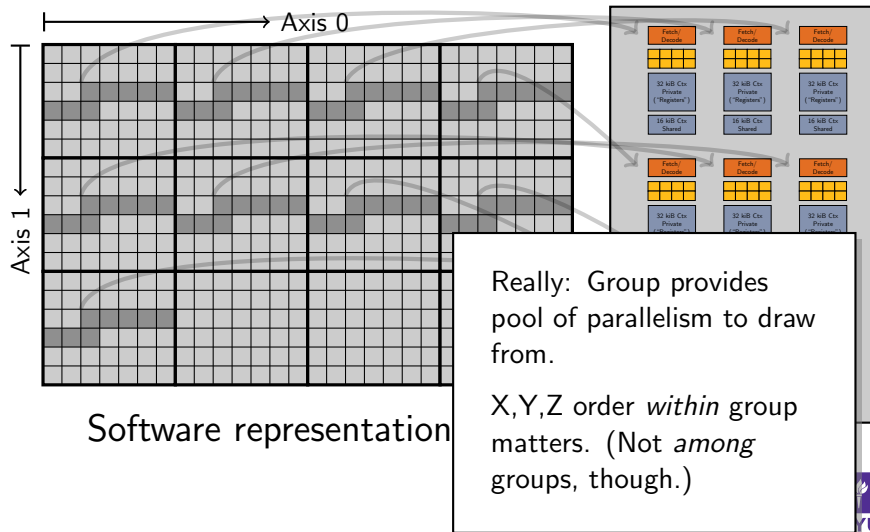 Axis 0
Axis 1
Fetch/
Decode
32 kiB Ctx
Private
("Registers")
16 kiB Ctx
Shared
Fetch/
Decode
32 kiB Ctx
Private
("Registers")
16 kiB Ctx
Shared
Fetch/
Decode
32 kiB Ctx
Private
("Registers")
16 kiB Ctx
Shared
Fetch/
Decode
32 kiB Ctx
Private
Fetch/
Decode
32 kiB Ctx
Private
Fetch/
Decode
32 kiB Ctx
Private
Software representation
Really: Group provides
pool of parallelism to draw
from.
X,Y,Z order within group
matters. (Not among
groups, though.)